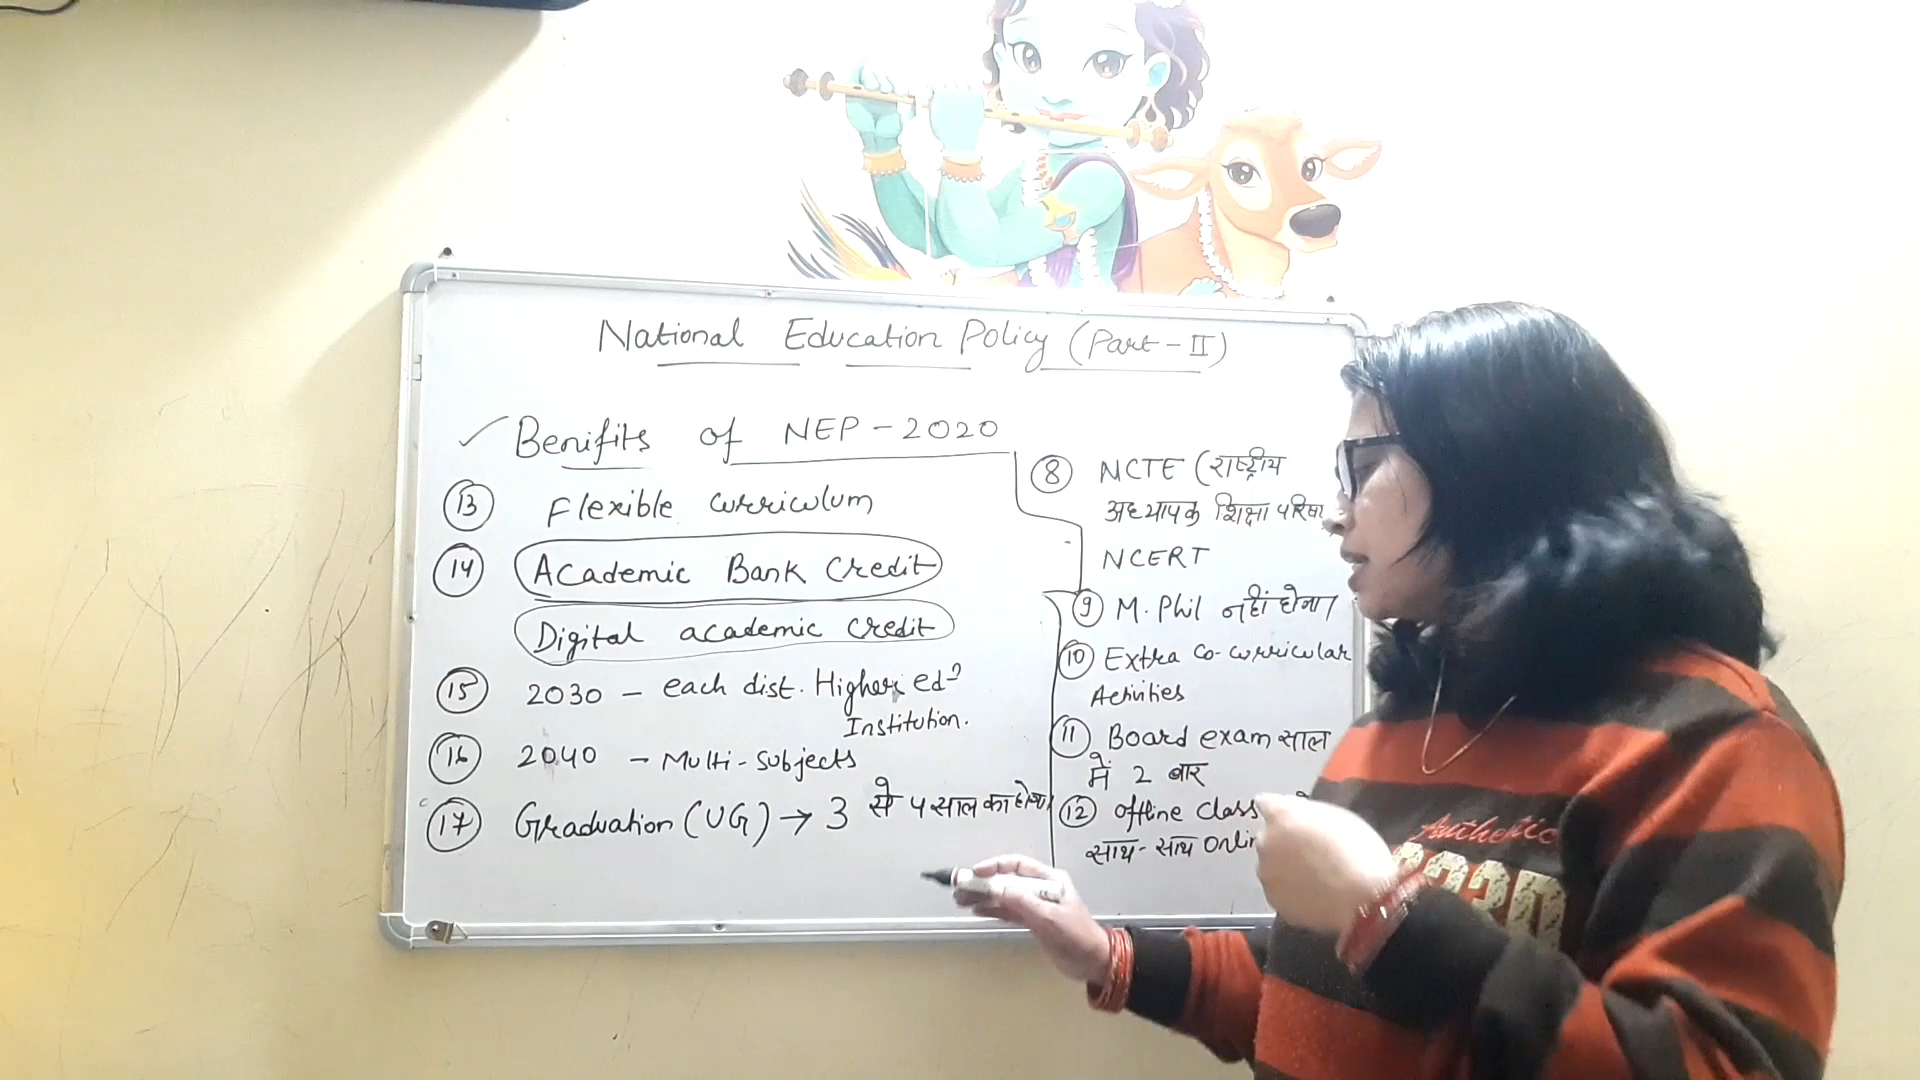 National Education Policy (Part-II)
Benifits of NEP-2020
13 Flexible curriculum
14 Academic Bank Credit
Digital academic credit
15 2030 - each dist. Higher edⁿ
Institution.
16 2040 - Multi-Subjects
17 Graduation (UG) → 3 से 4 साल का होगा
8 NCTE (राष्ट्रीय
अध्यापक शिक्षा
NCERT
9 M. Phil नहीं होगा
10 Extra Co-curricular
Activities
11 Board exam साल
में 2 बार
12 offline Class
साथ-साथ
Authentic